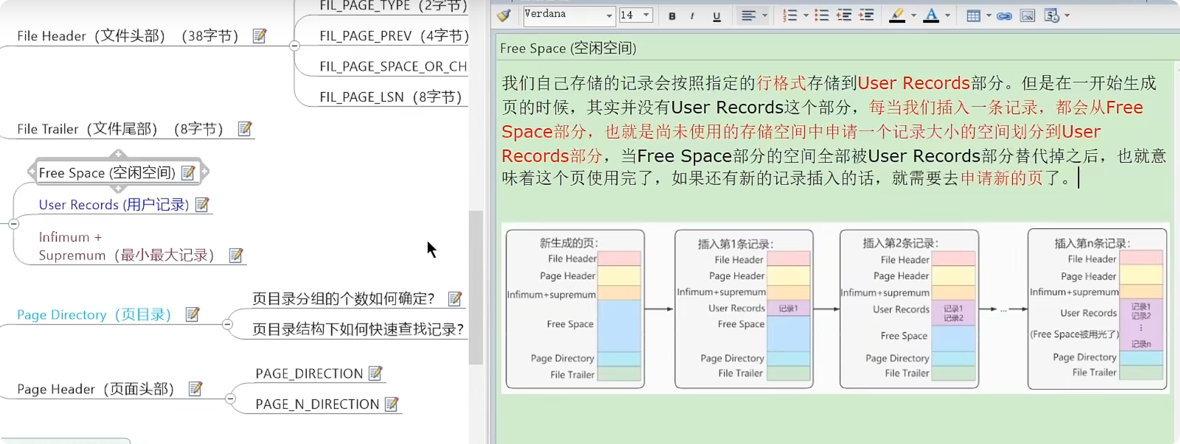 FIL_PAGE_TYPE（2字节）
File Header（文件头部）（38字节）
FIL_PAGE_PREV（4字节）
FIL_PAGE_SPACE_OR_CH
FIL_PAGE_LSN（8字节）
File Trailer（文件尾部）（8字节）
Free Space (空闲空间)
User Records (用户记录)
Infimum +
Supremum（最小最大记录）
Page Directory（页目录）
页目录分组的个数如何确定？
页目录结构下如何快速查找记录？
Page Header（页面头部）
PAGE_DIRECTION
PAGE_N_DIRECTION
Verdana
14
B I U
A
Free Space (空闲空间)
我们自己存储的记录会按照指定的行格式存储到User Records部分。但是在一开始生成
页的时候，其实并没有User Records这个部分，每当我们插入一条记录，都会从Free
Space部分，也就是尚未使用的存储空间中申请一个记录大小的空间划分到User
Records部分，当Free Space部分的空间全部被User Records部分替代掉之后，也就意
味着这个页使用完了，如果还有新的记录插入的话，就需要去申请新的页了。
新生成的页：
File Header
Page Header
Infimum+supremum
Free Space
Page Directory
File Trailer
插入第1条记录：
File Header
Page Header
Infimum+supremum
User Records
记录1
Free Space
Page Directory
File Trailer
插入第2条记录：
File Header
Page Header
Infimum+supremum
User Records
记录1
记录2
Free Space
Page Directory
File Trailer
...
插入第n条记录：
File Header
Page Header
Infimum+supremum
User Records
(Free Space被用光了)
记录1
记录2
⋮
记录n
Page Directory
File Trailer